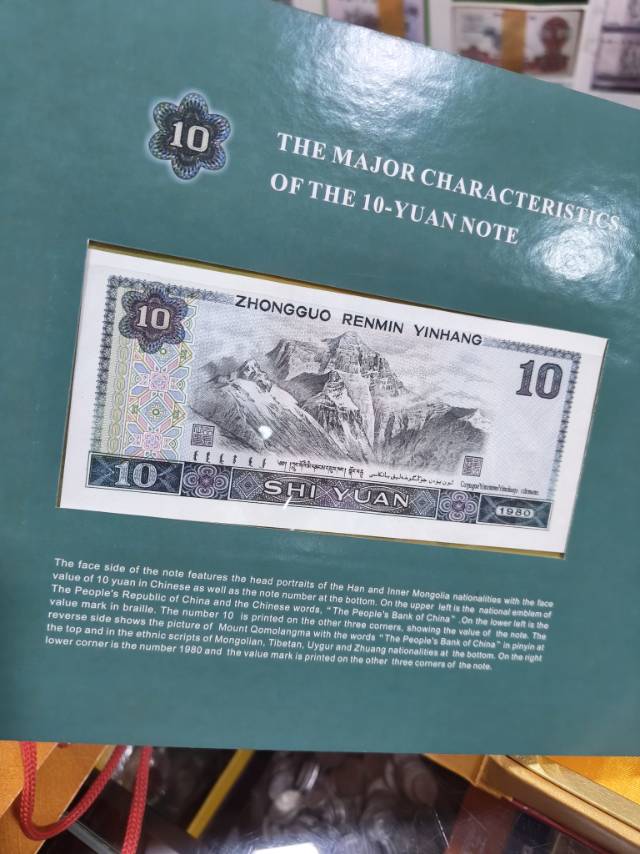 10
THE MAJOR CHARACTERISTICS
OF THE 10-YUAN NOTE
10
ZHONGGUO RENMIN YINHANG
10
10
SHI YUAN
1980
The face side of the note features the head portraits of the Han and Inner Mongolia nationalities with the face
value of 10 yuan in Chinese as well as the note number at the bottom. On the upper left is the national emblem of
The People's Republic of China and the Chinese words, "The People's Bank of China" .On the lower left is the
value mark in braille. The number 10 is printed on the other three corners, showing the value of the note. The
reverse side shows the picture of Mount Qomolangma with the words "The People's Bank of China" in pinyin at
the top and in the ethnic scripts of Mongolian, Tibetan, Uygur and Zhuang nationalities at the bottom. On the right
lower corner is the number 1980 and the value mark is printed on the other three corners of the note.